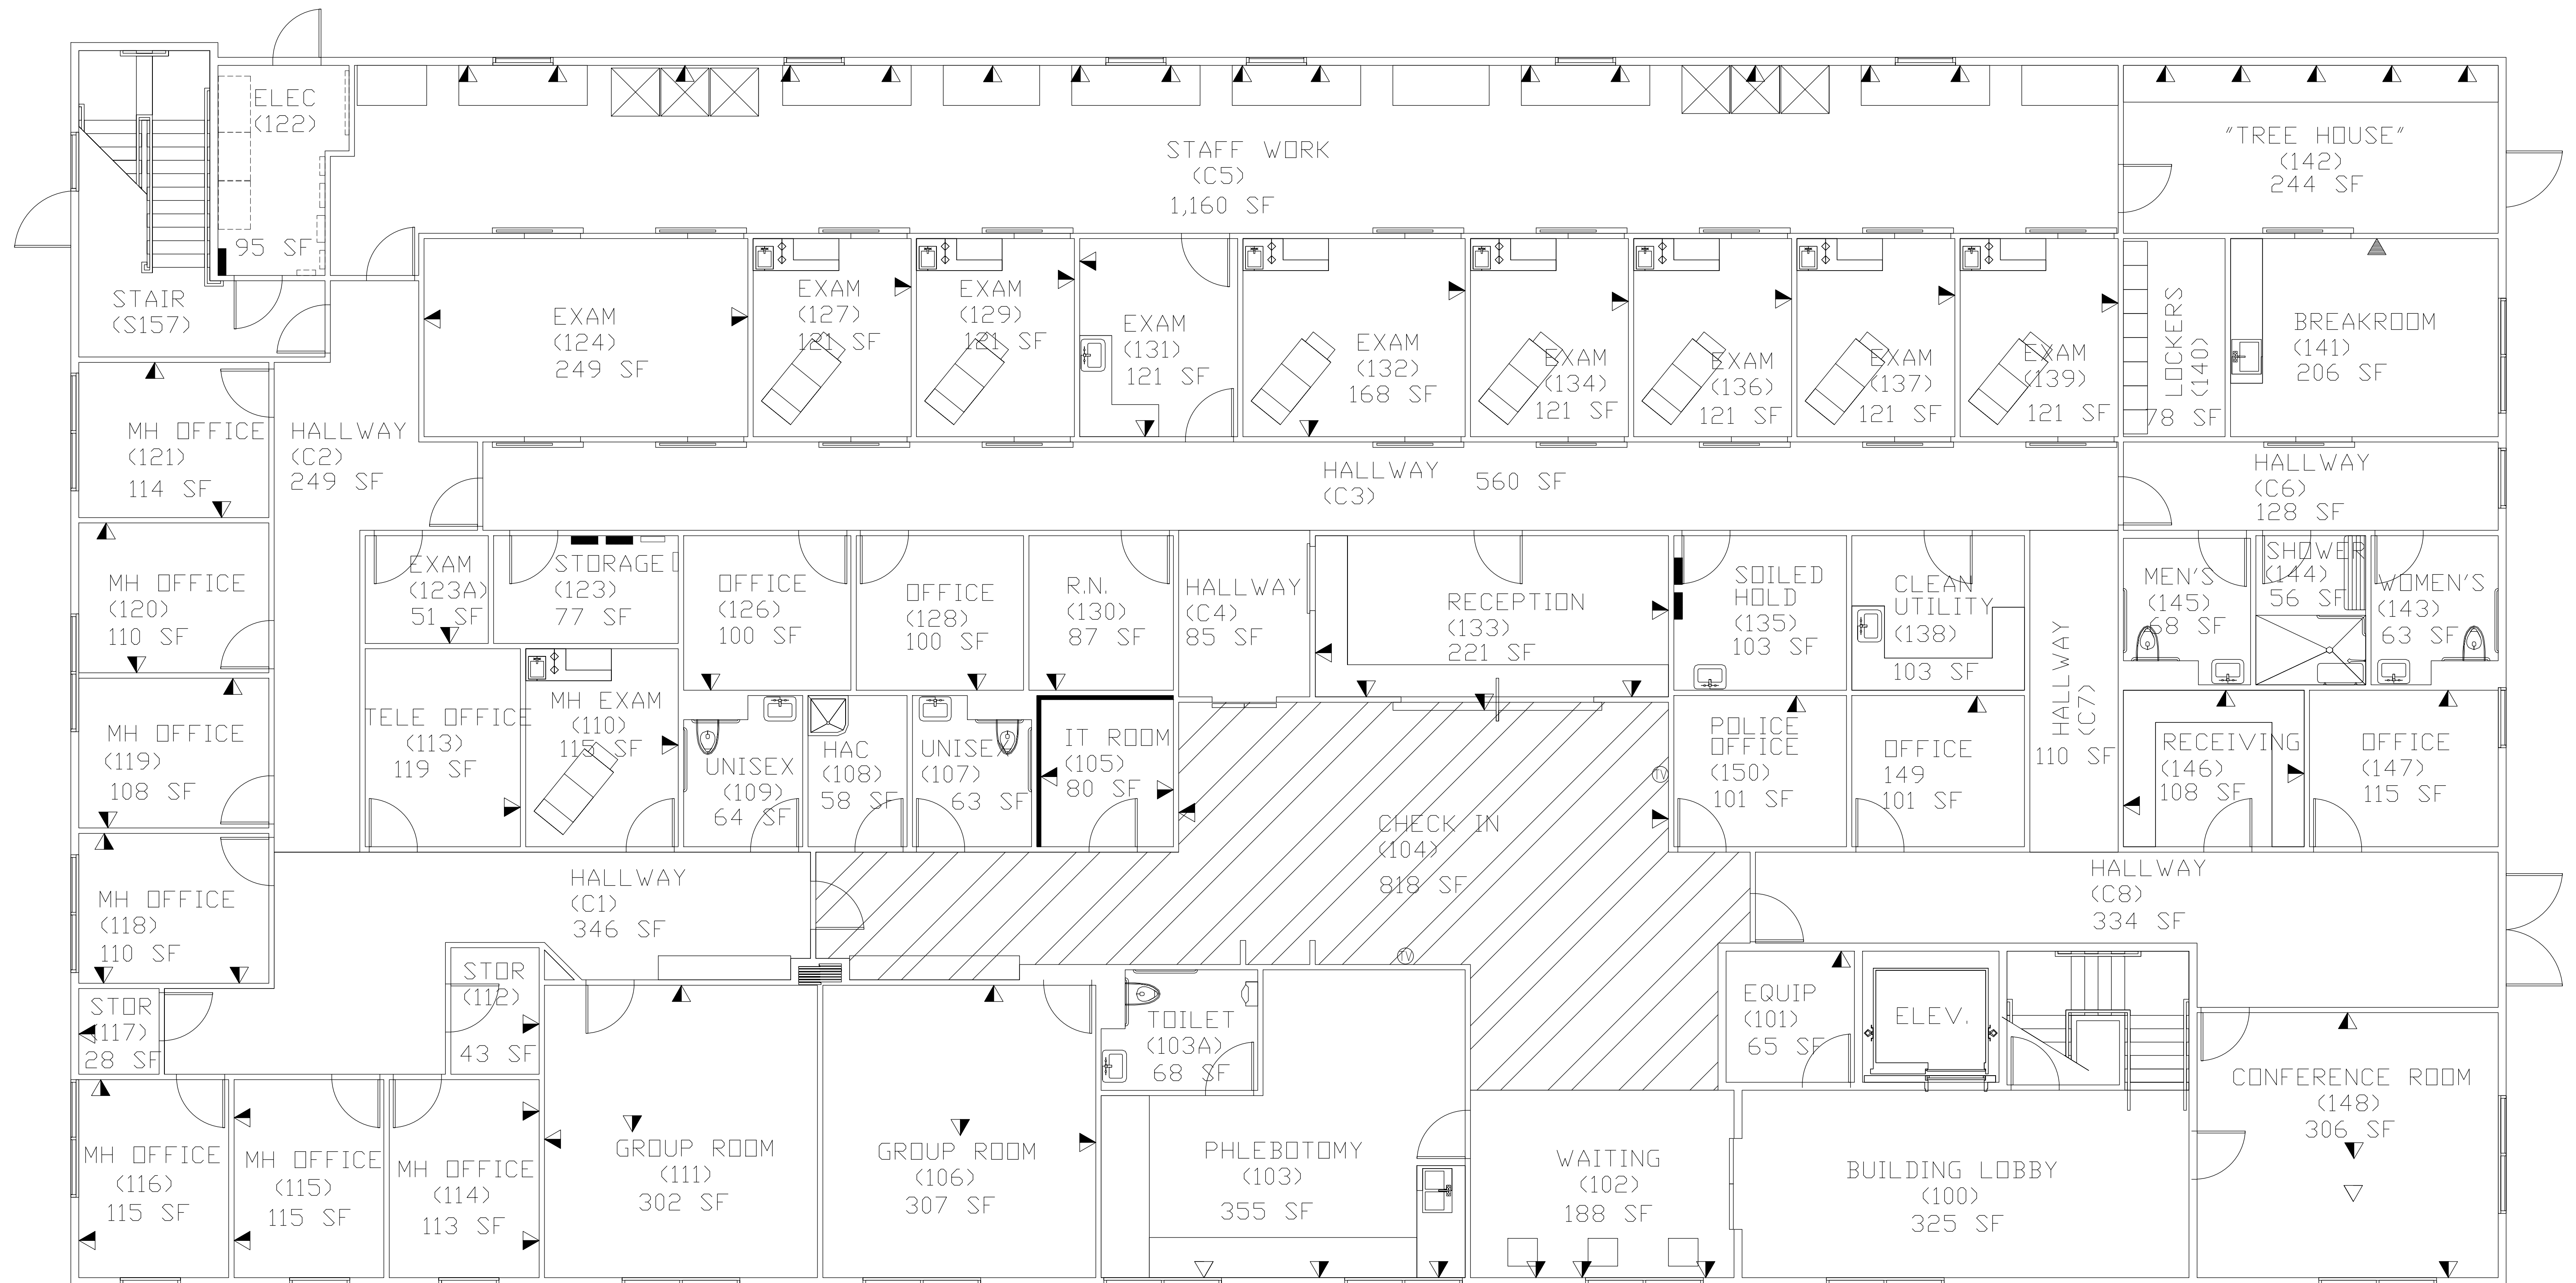 ELEC
(122)
95 SF
STAIR
(S157)
STAFF WORK
(C5)
1,160 SF
"TREE HOUSE"
(142)
244 SF
EXAM
(124)
249 SF
EXAM
(127)
121 SF
EXAM
(129)
121 SF
EXAM
(131)
121 SF
EXAM
(132)
168 SF
EXAM
(134)
121 SF
EXAM
(136)
121 SF
EXAM
(137)
121 SF
EXAM
(139)
121 SF
LOCKERS
(140)
78 SF
BREAKROOM
(141)
206 SF
MH OFFICE
(121)
114 SF
HALLWAY
(C2)
249 SF
HALLWAY
(C3)
560 SF
HALLWAY
(C6)
128 SF
MH OFFICE
(120)
110 SF
EXAM
(123A)
51 SF
STORAGE
(123)
77 SF
OFFICE
(126)
100 SF
OFFICE
(128)
100 SF
R.N.
(130)
87 SF
HALLWAY
(C4)
85 SF
RECEPTION
(133)
221 SF
SOILED
HOLD
(135)
103 SF
CLEAN
UTILITY
(138)
103 SF
HALLWAY
(C7)
110 SF
MEN'S
(145)
68 SF
SHOWER
(144)
56 SF
WOMEN'S
(143)
63 SF
MH OFFICE
(119)
108 SF
TELE OFFICE
(113)
119 SF
MH EXAM
(110)
115 SF
UNISEX
(109)
64 SF
HAC
(108)
58 SF
UNISEX
(107)
63 SF
IT ROOM
(105)
80 SF
TV
CHECK IN
(104)
818 SF
TV
POLICE
OFFICE
(150)
101 SF
OFFICE
149
101 SF
RECEIVING
(146)
108 SF
OFFICE
(147)
115 SF
MH OFFICE
(118)
110 SF
HALLWAY
(C1)
346 SF
HALLWAY
(C8)
334 SF
STOR
(117)
28 SF
STOR
(112)
43 SF
TOILET
(103A)
68 SF
EQUIP
(101)
65 SF
ELEV.
CONFERENCE ROOM
(148)
306 SF
MH OFFICE
(116)
115 SF
MH OFFICE
(115)
115 SF
MH OFFICE
(114)
113 SF
GROUP ROOM
(111)
302 SF
GROUP ROOM
(106)
307 SF
PHLEBOTOMY
(103)
355 SF
WAITING
(102)
188 SF
BUILDING LOBBY
(100)
325 SF